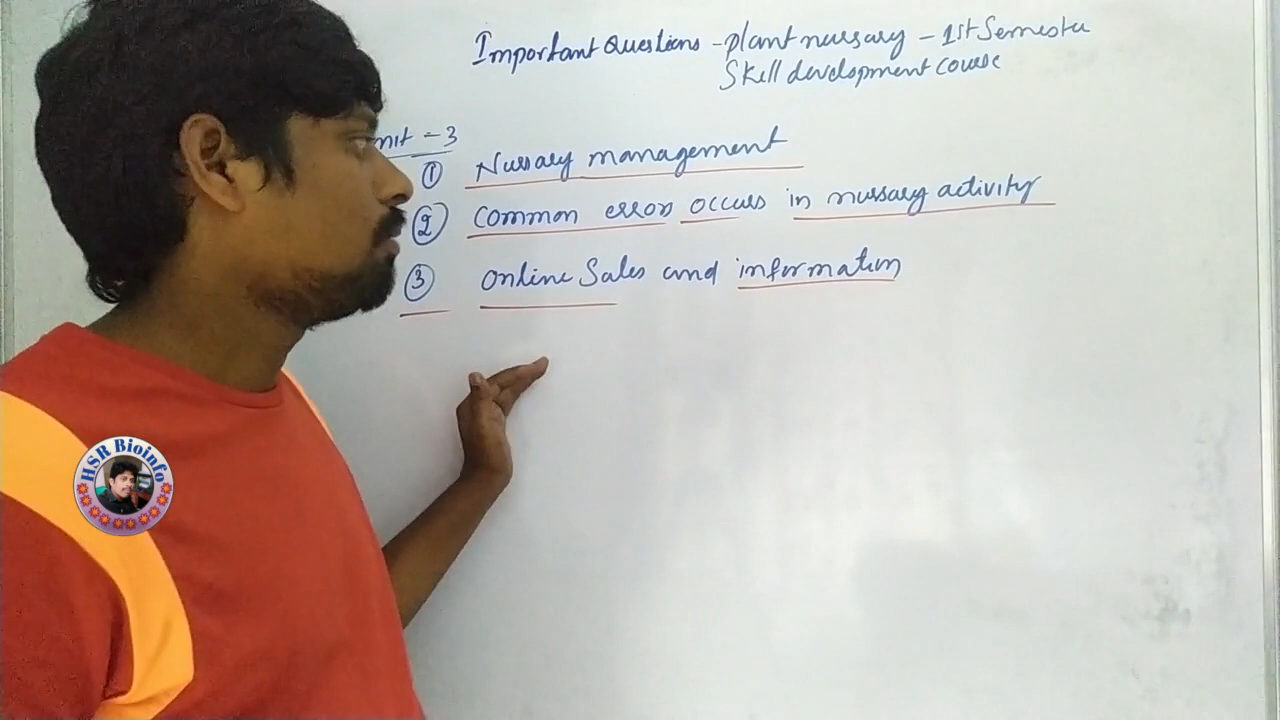 Important Questions - plant nursary - 1st Semester
Skill development course
nit - 3
① Nursary management
② Common error occurs in nursary activity
③ Online Sales and information
HSR Bioinfo